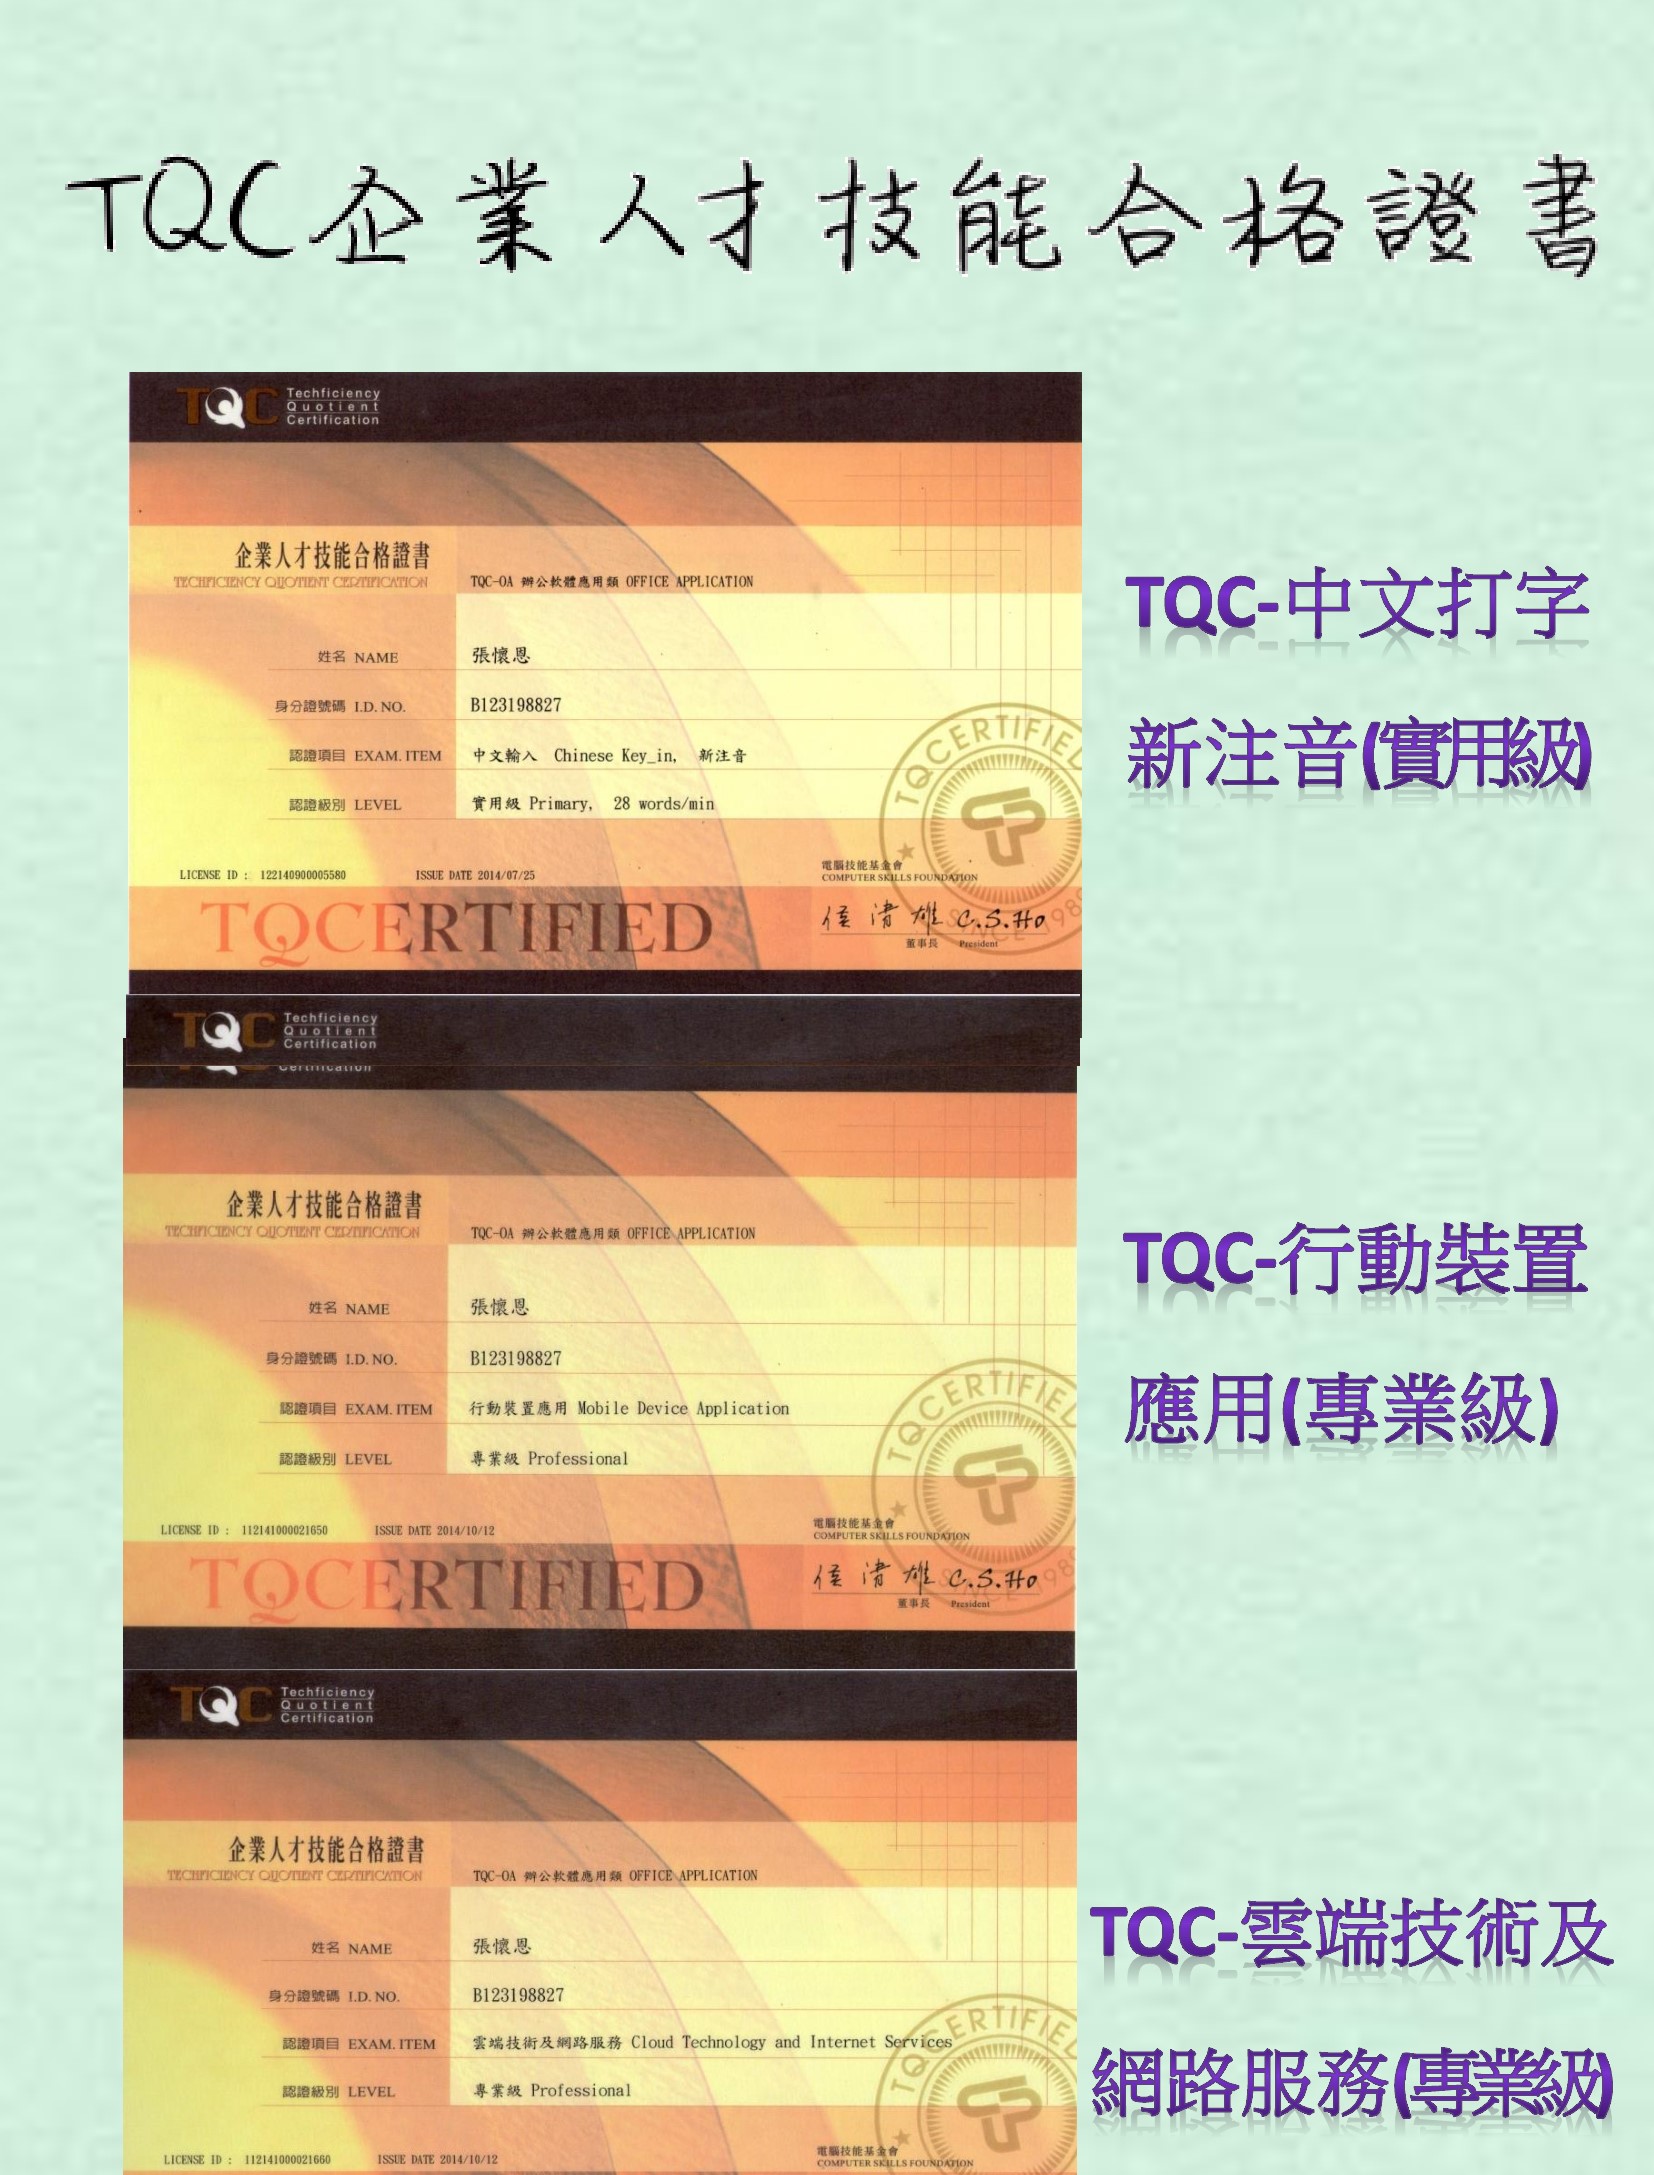 TQC企業人才技能合格證書
TQC Techficiency
Quotient
Certification
企業人才技能合格證書
TECHFICIENCY QUOTIENT CERTIFICATION
TQC-OA 辦公軟體應用類 OFFICE APPLICATION
姓名 NAME 張懷恩
身分證號碼 I.D. NO. B123198827
認證項目 EXAM. ITEM 中文輸入 Chinese Key_in, 新注音
認證級別 LEVEL 實用級 Primary, 28 words/min
LICENSE ID : 122140900005580 ISSUE DATE 2014/07/25
電腦技能基金會
COMPUTER SKILLS FOUNDATION
TQCERTIFIED
C.S.Ho
董事長 President
TQCERTIFIED
SINCE 1989
TQC-中文打字
新注音(實用級)
TQC Techficiency
Quotient
Certification
Certification
企業人才技能合格證書
TECHFICIENCY QUOTIENT CERTIFICATION
TQC-OA 辦公軟體應用類 OFFICE APPLICATION
姓名 NAME 張懷恩
身分證號碼 I.D. NO. B123198827
認證項目 EXAM. ITEM 行動裝置應用 Mobile Device Application
認證級別 LEVEL 專業級 Professional
LICENSE ID : 112141000021650 ISSUE DATE 2014/10/12
電腦技能基金會
COMPUTER SKILLS FOUNDATION
TQCERTIFIED
C.S.Ho
董事長 President
TQCERTIFIED
SINCE 1989
TQC-行動裝置
應用(專業級)
TQC Techficiency
Quotient
Certification
企業人才技能合格證書
TECHFICIENCY QUOTIENT CERTIFICATION
TQC-OA 辦公軟體應用類 OFFICE APPLICATION
姓名 NAME 張懷恩
身分證號碼 I.D. NO. B123198827
認證項目 EXAM. ITEM 雲端技術及網路服務 Cloud Technology and Internet Services
認證級別 LEVEL 專業級 Professional
LICENSE ID : 112141000021660 ISSUE DATE 2014/10/12
電腦技能基金會
COMPUTER SKILLS FOUNDATION
TQCERTIFIED
TQC-雲端技術及
網路服務(專業級)